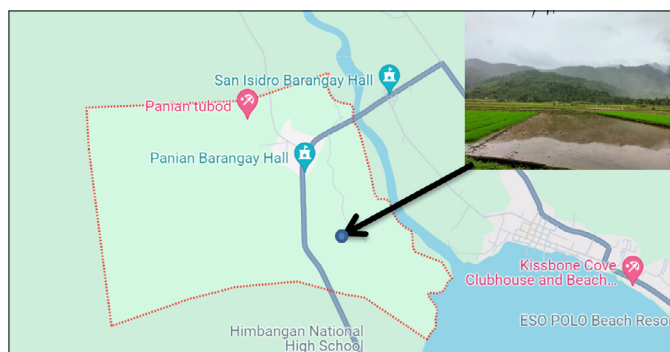 San Isidro Barangay Hall
Panian tubod
Panian Barangay Hall
Kissbone Cove
Clubhouse and Beach...
ESO POLO Beach Reso
Himbangan National
High School